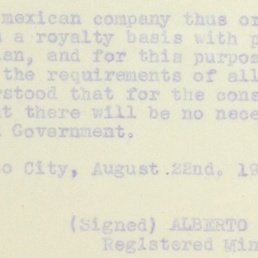 mexican company thus or
a royalty basis with p
an, and for this purpos
the requirements of all
rstood that for the cons
t there will be no nece
Government.
o City, August 22nd. 19
(Signed) ALBERTO
Registered Min